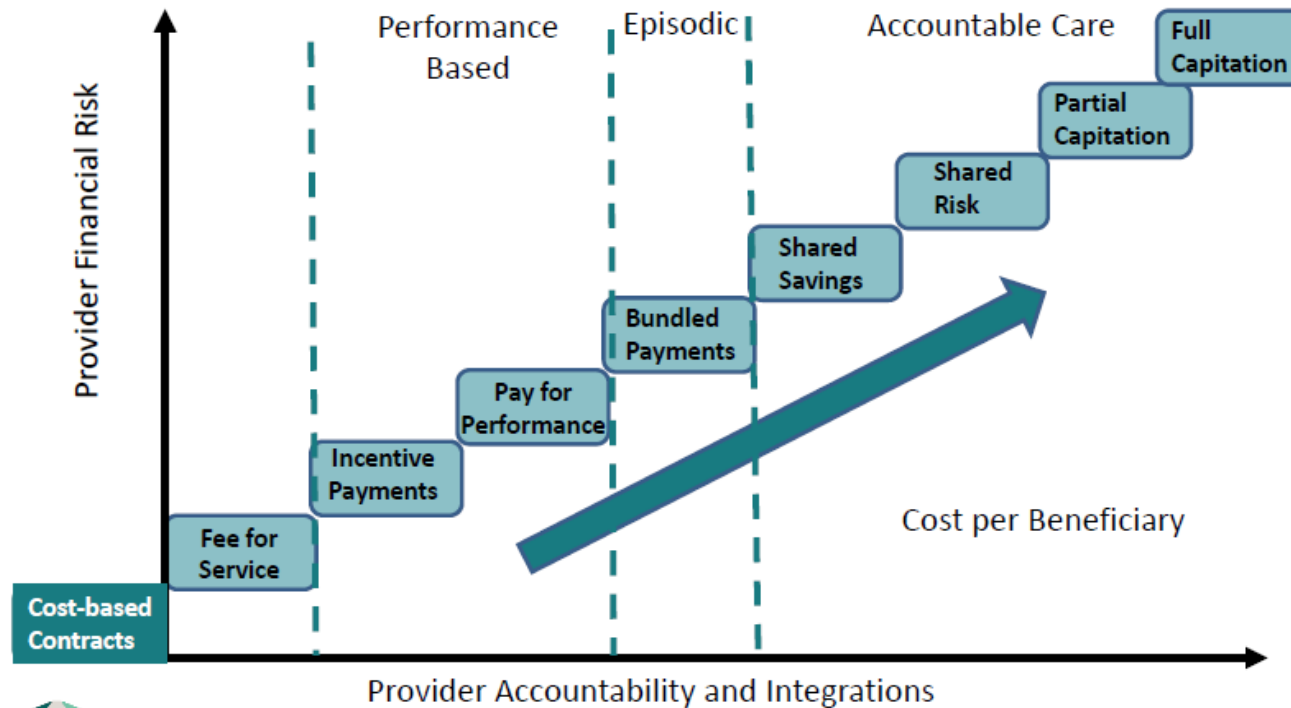 Performance
Based
Episodic
Accountable Care
Full
Capitation
Partial
Capitation
Shared
Risk
Shared
Savings
Bundled
Payments
Pay for
Performance
Incentive
Payments
Fee for
Service
Cost-based
Contracts
Cost per Beneficiary
Provider Financial Risk
Provider Accountability and Integrations